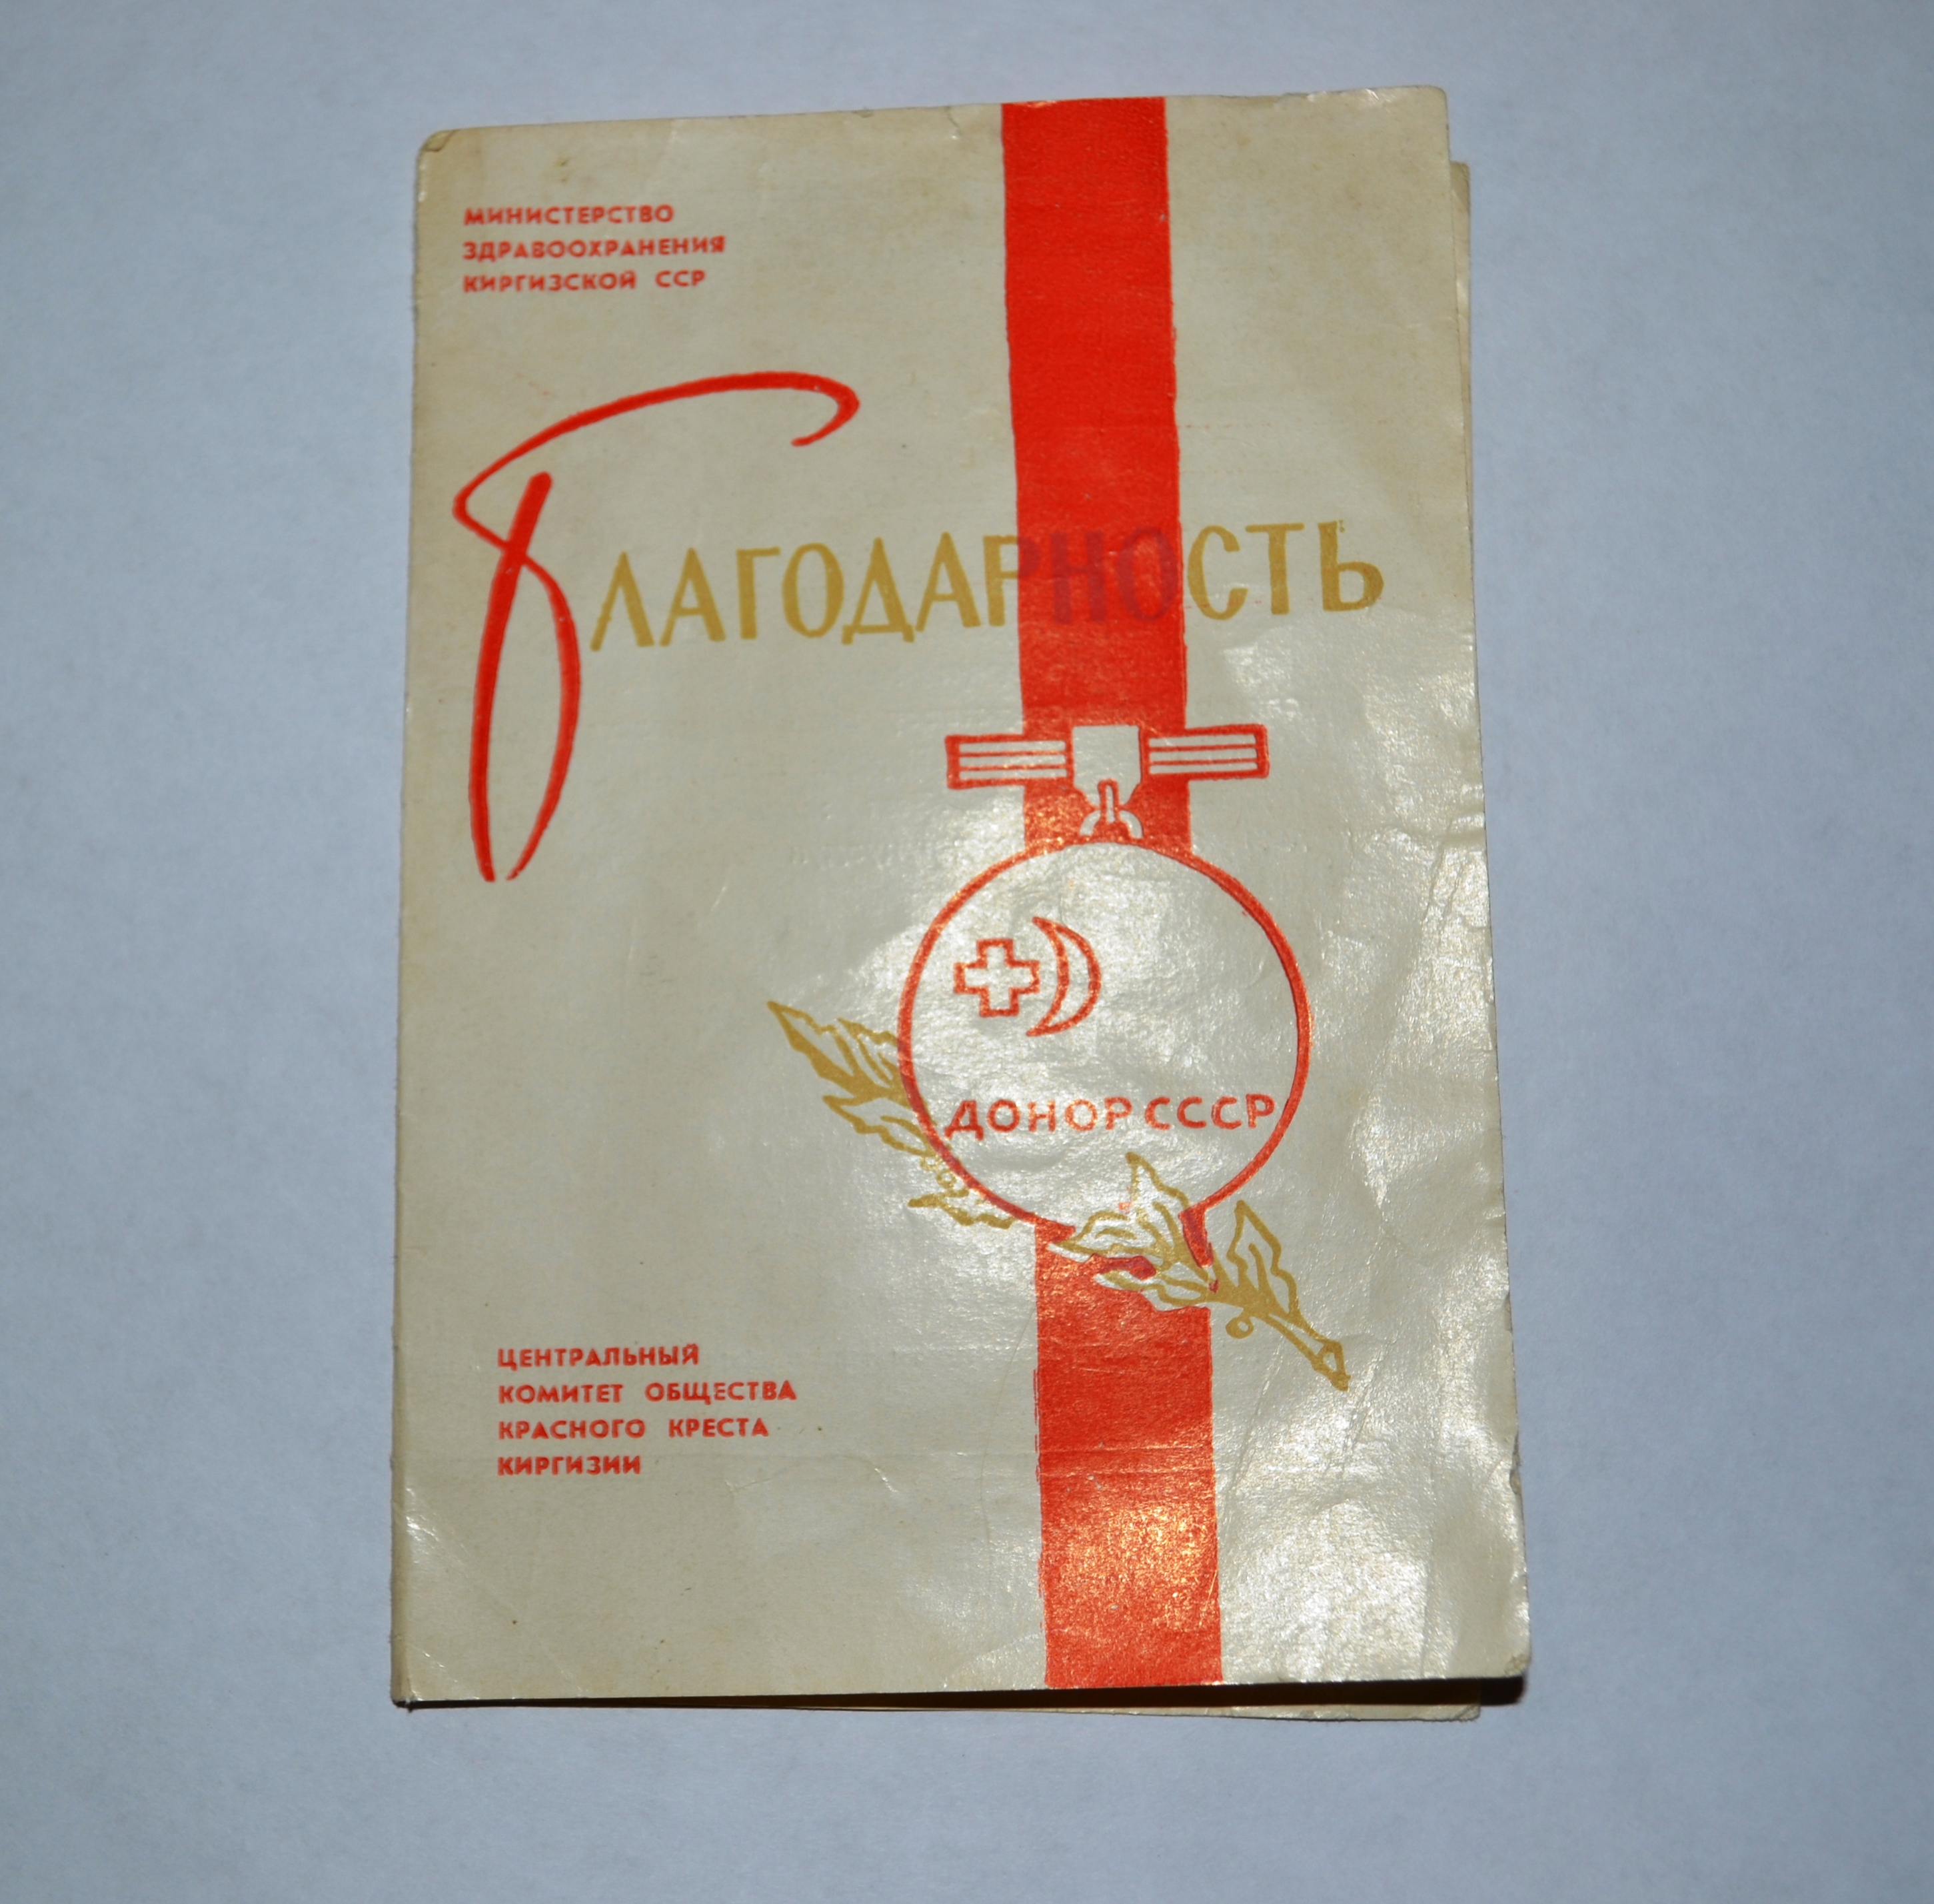 МИНИСТЕРСТВО
ЗДРАВООХРАНЕНИЯ
КИРГИЗСКОЙ ССР
БЛАГОДАРНОСТЬ
ДОНОР СССР
ЦЕНТРАЛЬНЫЙ
КОМИТЕТ ОБЩЕСТВА
КРАСНОГО КРЕСТА
КИРГИЗИИ